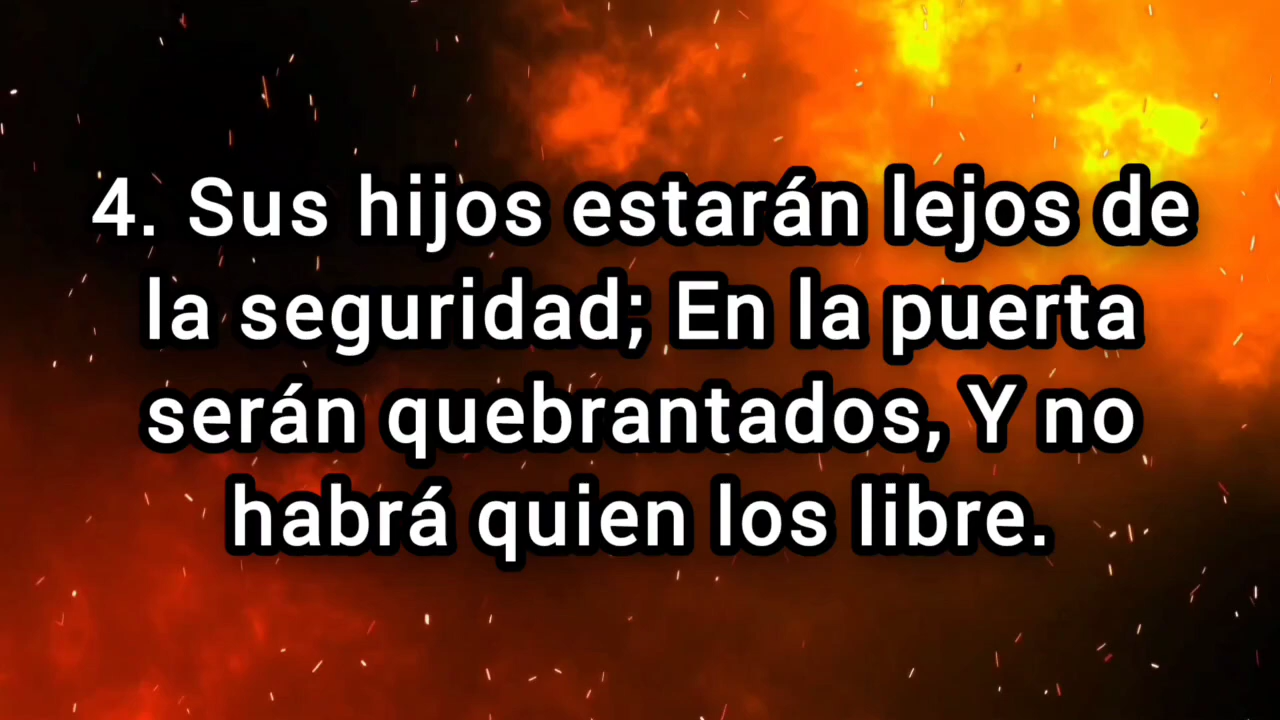 4. Sus hijos estarán lejos de
la seguridad; En la puerta
serán quebrantados, Y no
habrá quien los libre.